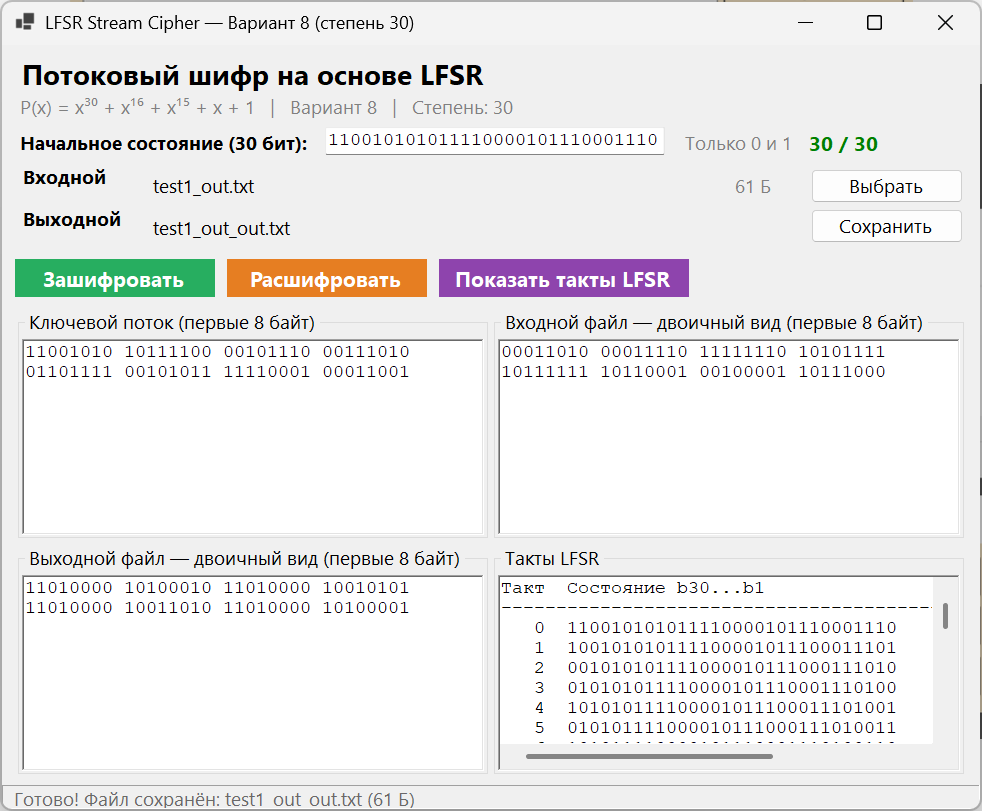 LFSR Stream Cipher — Вариант 8 (степень 30)
Потоковый шифр на основе LFSR
P(x) = x³⁰ + x¹⁶ + x¹⁵ + x + 1 | Вариант 8 | Степень: 30
Начальное состояние (30 бит): 110010101011110000101110001110 Только 0 и 1 30 / 30
Входной test1_out.txt 61 Б Выбрать
Выходной test1_out_out.txt Сохранить
Зашифровать Расшифровать Показать такты LFSR
Ключевой поток (первые 8 байт)
11001010 10111100 00101110 00111010
01101111 00101011 11110001 00011001
Входной файл — двоичный вид (первые 8 байт)
00011010 00011110 11111110 10101111
10111111 10110001 00100001 10111000
Выходной файл — двоичный вид (первые 8 байт)
11010000 10100010 11010000 10010101
11010000 10011010 11010000 10100001
Такты LFSR
Такт Состояние b30...b1
----------------------------------------
0 110010101011110000101110001110
1 100101010111100001011100011101
2 001010101111000010111000111010
3 010101011110000101110001110100
4 101010111100001011100011101001
5 010101111000010111000111010011
Готово! Файл сохранён: test1_out_out.txt (61 Б)